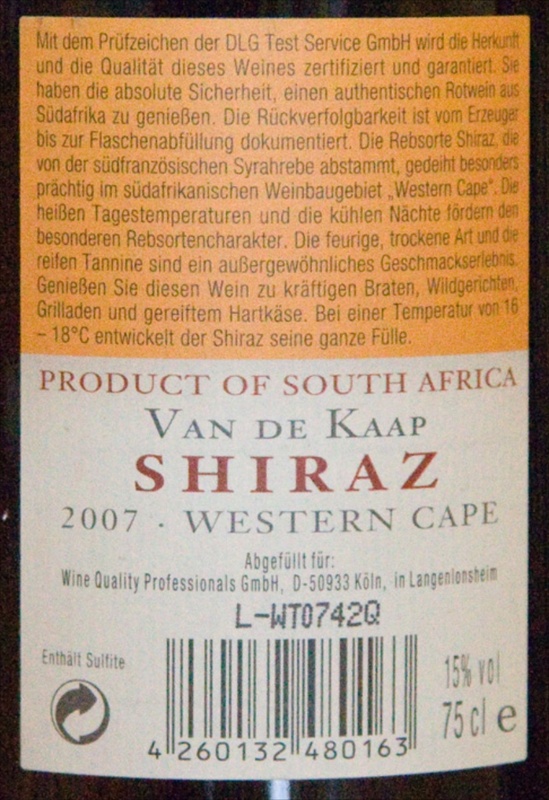 Mit dem Prüfzeichen der DLG Test Service GmbH wird die Herkunft
und die Qualität dieses Weines zertifiziert und garantiert. Sie
haben die absolute Sicherheit, einen authentischen Rotwein aus
Südafrika zu genießen. Die Rückverfolgbarkeit ist vom Erzeuger
bis zur Flaschenabfüllung dokumentiert. Die Rebsorte Shiraz, die
von der südfranzösischen Syrahrebe abstammt, gedeiht besonders
prächtig im südafrikanischen Weinbaugebiet „Western Cape". Die
heißen Tagestemperaturen und die kühlen Nächte fördern den
besonderen Rebsortencharakter. Die feurige, trockene Art und die
reifen Tannine sind ein außergewöhnliches Geschmackserlebnis.
Genießen Sie diesen Wein zu kräftigen Braten, Wildgerichten,
Grilladen und gereiftem Hartkäse. Bei einer Temperatur von 16
– 18°C entwickelt der Shiraz seine ganze Fülle.
PRODUCT OF SOUTH AFRICA
VAN DE KAAP
SHIRAZ
2007 · WESTERN CAPE
Abgefüllt für:
Wine Quality Professionals GmbH, D-50933 Köln, in Langenlonsheim
L-WT0742Q
Enthält Sulfite
15% vol
75 cl e
4 260132 480163